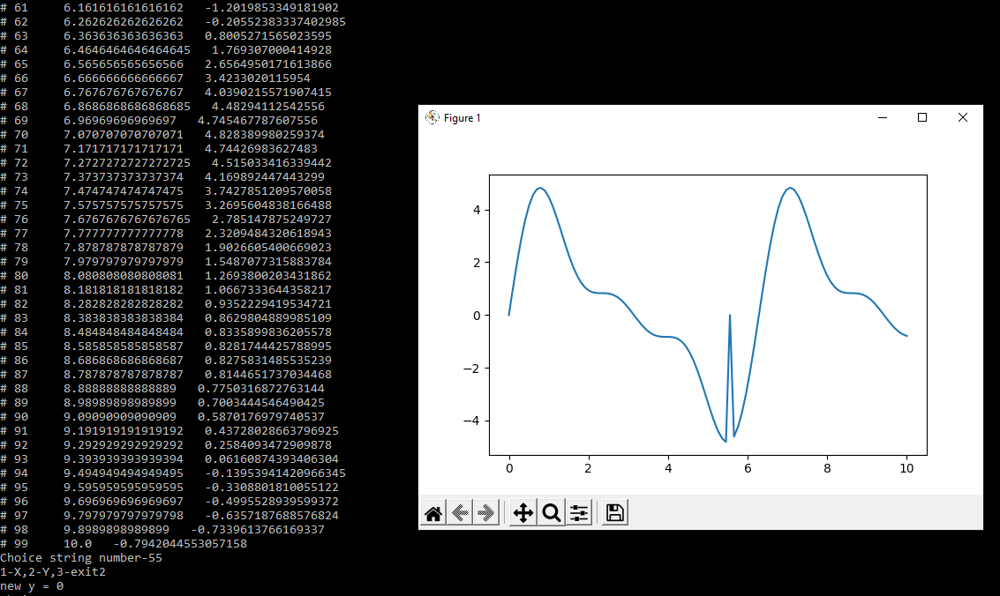 # 61     6.161616161616162   -1.2019853349181902
# 62     6.262626262626262   -0.20552383337402985
# 63     6.363636363636363   0.8005271565023595
# 64     6.4646464646464645   1.769307000414928
# 65     6.565656565656566   2.6564950171613866
# 66     6.666666666666667   3.4233020115954
# 67     6.767676767676767   4.0390215571907415
# 68     6.8686868686868685   4.48294112542556
# 69     6.96969696969697   4.745467787607556
# 70     7.070707070707071   4.828389980259374
# 71     7.171717171717171   4.74426983627483
# 72     7.2727272727272725   4.515033416339442
# 73     7.373737373737374   4.169892447443299
# 74     7.474747474747475   3.7427851209570058
# 75     7.575757575757575   3.2695604838166488
# 76     7.6767676767676765   2.785147875249727
# 77     7.777777777777778   2.3209484320618943
# 78     7.878787878787879   1.9026605400669023
# 79     7.979797979797979   1.5487077315883784
# 80     8.080808080808081   1.2693800203431862
# 81     8.181818181818182   1.0667333644358217
# 82     8.282828282828282   0.9352229419534721
# 83     8.383838383838384   0.8629804889985109
# 84     8.484848484848484   0.8335899836205578
# 85     8.585858585858587   0.8281744425788995
# 86     8.686868686868687   0.8275831485535239
# 87     8.787878787878787   0.8144651737034468
# 88     8.88888888888889   0.7750316872763144
# 89     8.98989898989899   0.7003444546490425
# 90     9.09090909090909   0.5870176979740537
# 91     9.191919191919192   0.43728028663796925
# 92     9.292929292929292   0.2584093472909878
# 93     9.393939393939394   0.06160874393406304
# 94     9.494949494949495   -0.13953941420966345
# 95     9.595959595959595   -0.3308801810055122
# 96     9.696969696969697   -0.4995528939599372
# 97     9.797979797979798   -0.6357187688576824
# 98     9.8989898989899   -0.7339613766169337
# 99     10.0   -0.7942044553057158
Choice string number-55
1-X,2-Y,3-exit2
new y = 0
Figure 1
4
2
0
−2
−4
0 2 4 6 8 10